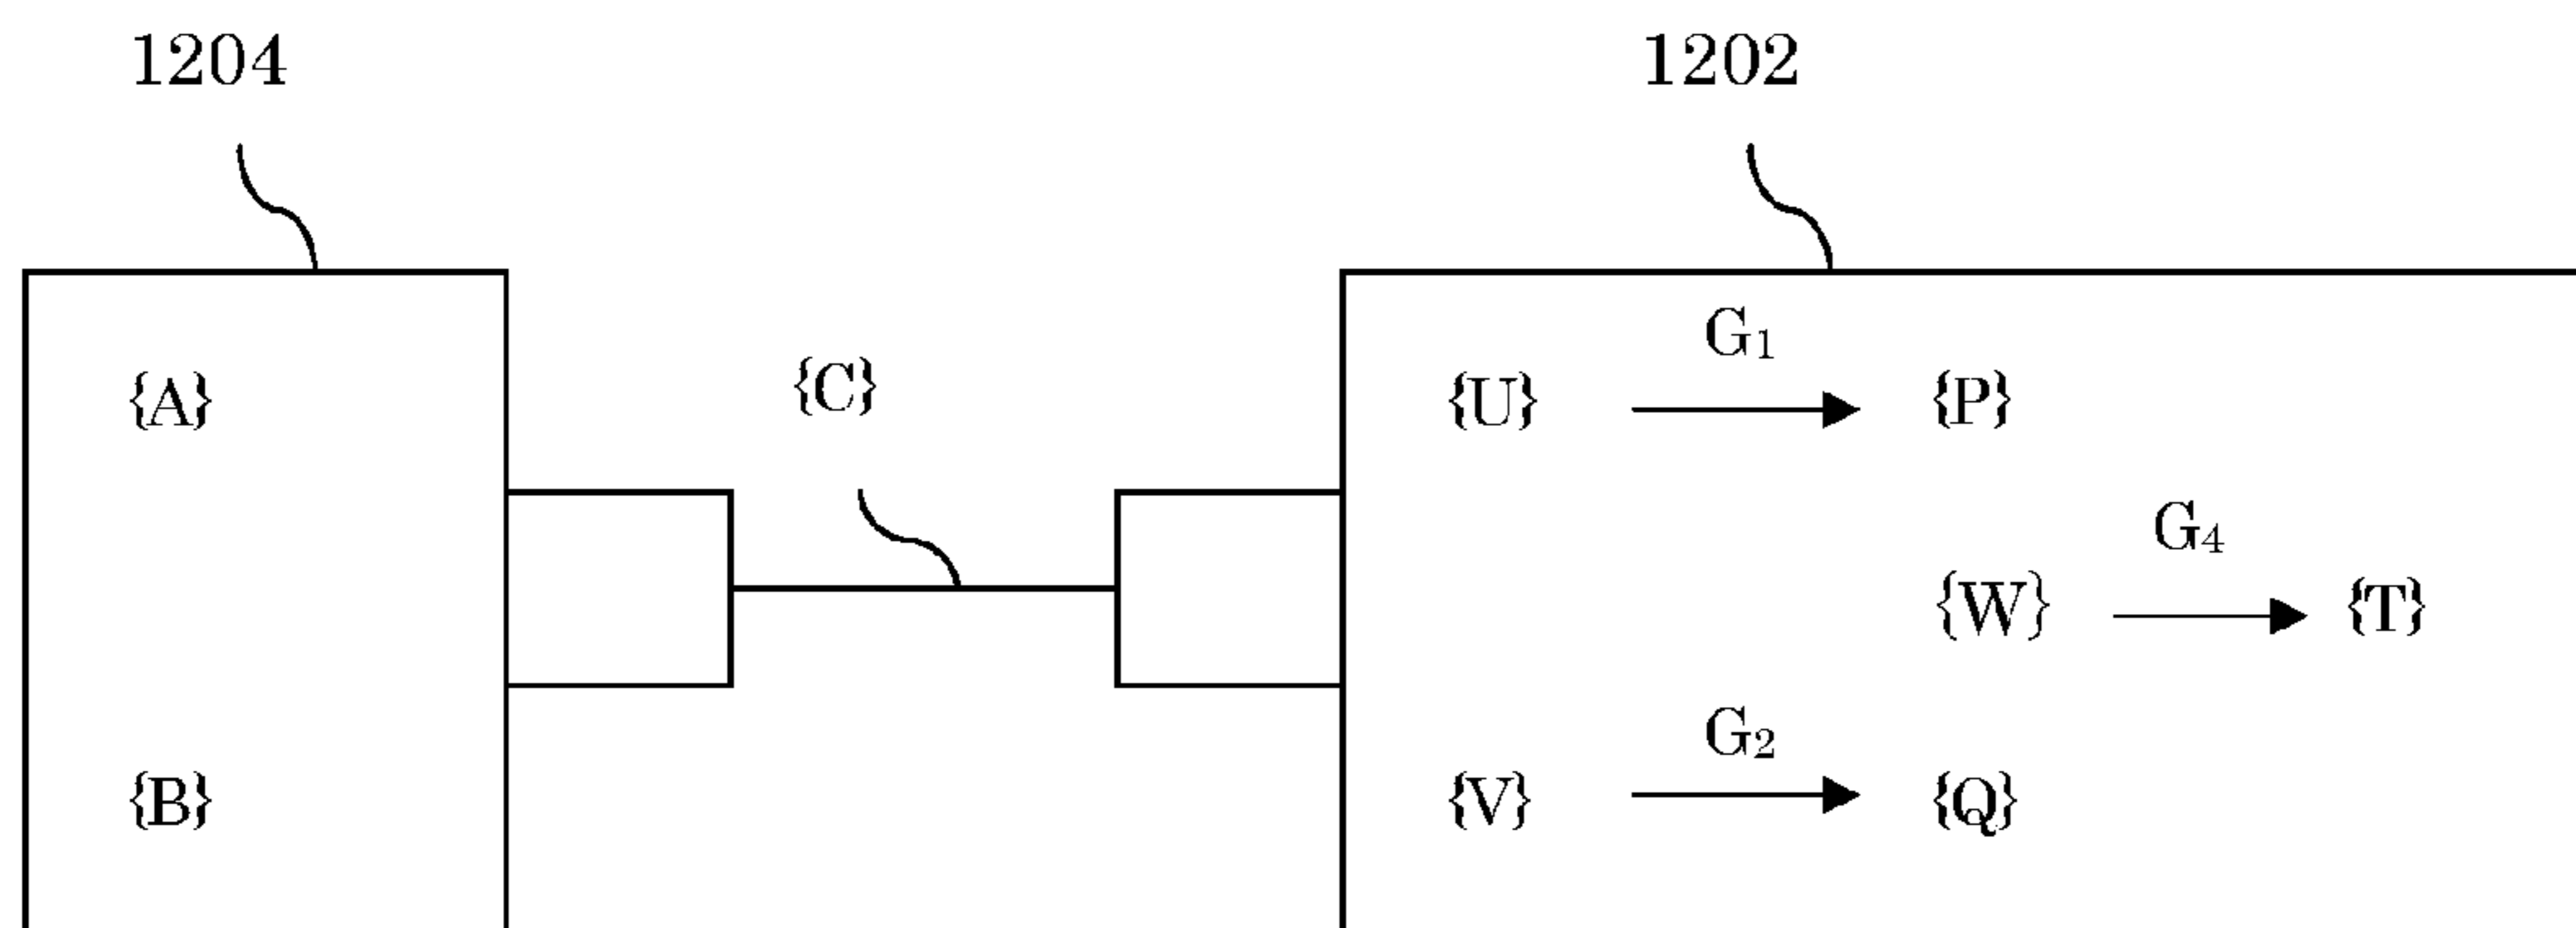 1204 1202
G₁
{A} {C} {U} {P}
G₄
{W} {T}
G₂
{B} {V} {Q}